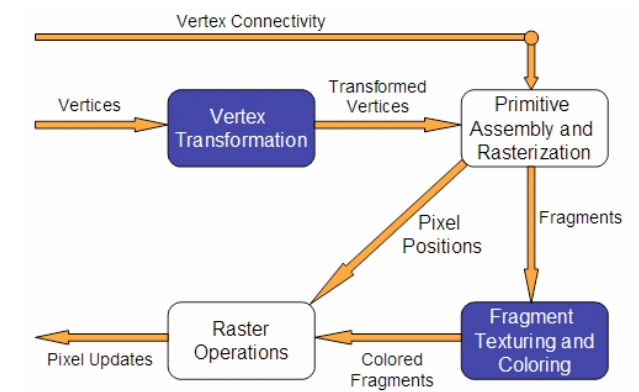 Vertex Connectivity
Vertices
Vertex
Transformation
Transformed
Vertices
Primitive
Assembly and
Rasterization
Pixel
Positions
Fragments
Fragment
Texturing and
Coloring
Colored
Fragments
Raster
Operations
Pixel Updates